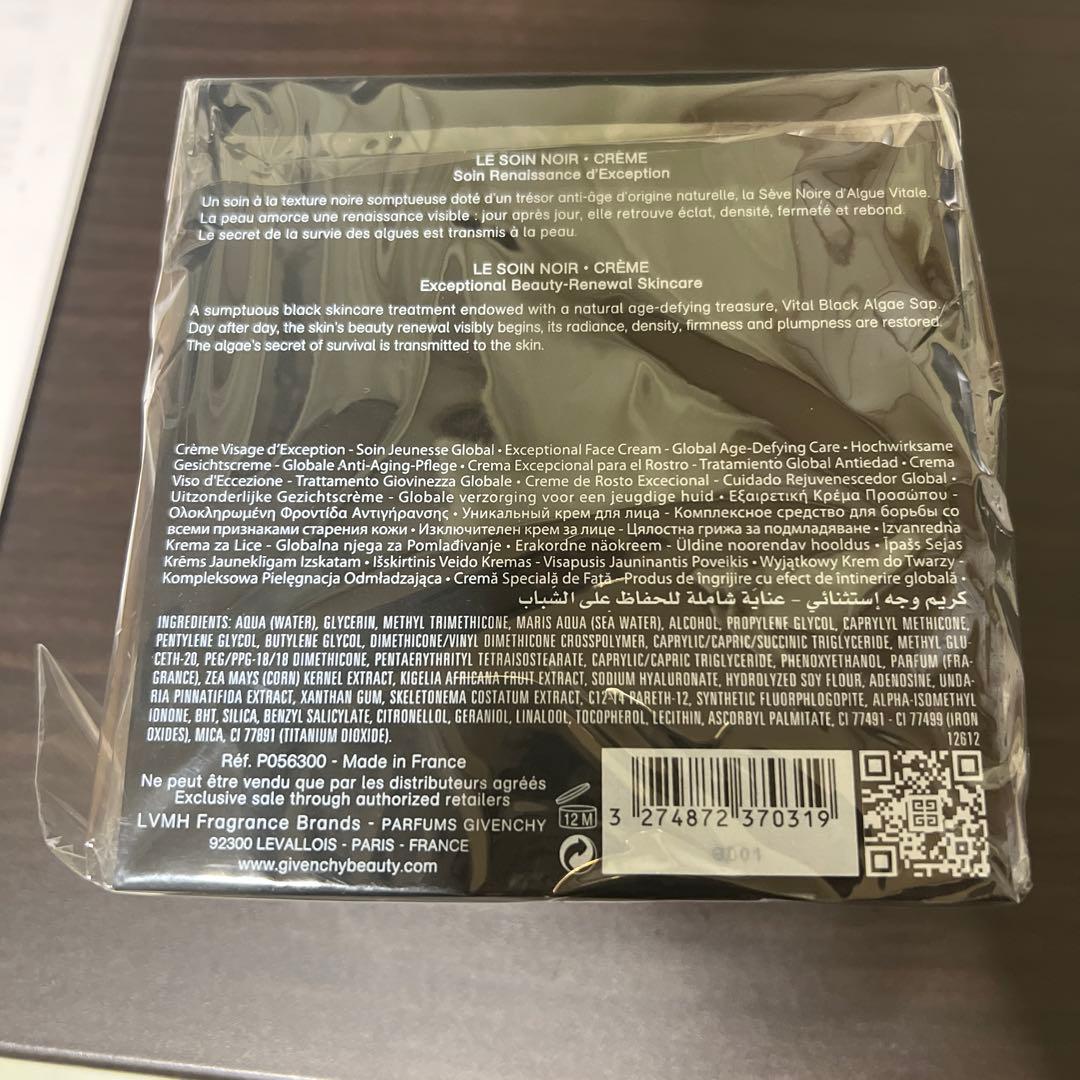 LE SOIN NOIR • CRÈME
Soin Renaissance d'Exception
Un soin à la texture noire somptueuse doté d'un trésor anti-âge d'origine naturelle, la Sève Noire d'Algue Vitale.
La peau amorce une renaissance visible : jour après jour, elle retrouve éclat, densité, fermeté et rebond.
Le secret de la survie des algues est transmis à la peau.
LE SOIN NOIR • CRÈME
Exceptional Beauty-Renewal Skincare
A sumptuous black skincare treatment endowed with a natural age-defying treasure, Vital Black Algae Sap.
Day after day, the skin's beauty renewal visibly begins, its radiance, density, firmness and plumpness are restored.
The algae's secret of survival is transmitted to the skin.
Crème Visage d'Exception - Soin Jeunesse Global • Exceptional Face Cream - Global Age-Defying Care • Hochwirksame
Gesichtscreme - Globale Anti-Aging-Pflege • Crema Excepcional para el Rostro - Tratamiento Global Antiedad • Crema
Viso d'Eccezione - Trattamento Giovinezza Globale • Creme de Rosto Excecional - Cuidado Rejuvenescedor Global •
Uitzonderlijke Gezichtscrème - Globale verzorging voor een jeugdige huid • Εξαιρετική Κρέμα Προσώπου -
Ολοκληρωμένη Φροντίδα Αντιγήρανσης • Уникальный крем для лица - Комплексное средство для борьбы со
всеми признаками старения кожи • Изключителен крем за лице - Цялостна грижа за подмладяване • Izvanredna
Krema za Lice - Globalna njega za Pomlađivanje • Erakordne näokreem - Üldine noorendav hooldus • Īpašs Sejas
Krēms Jaunekligam Izskatam • Išskirtinis Veido Kremas - Visapusis Jauninantis Poveikis • Wyjątkowy Krem do Twarzy -
Kompleksowa Pielęgnacja Odmładzająca • Cremă Specială de Față - Produs de îngrijire cu efect de întinerire globală •
كريم وجه إستثنائي - عناية شاملة للحفاظ على الشباب
INGREDIENTS: AQUA (WATER), GLYCERIN, METHYL TRIMETHICONE, MARIS AQUA (SEA WATER), ALCOHOL, PROPYLENE GLYCOL, CAPRYLYL METHICONE,
PENTYLENE GLYCOL, BUTYLENE GLYCOL, DIMETHICONE/VINYL DIMETHICONE CROSSPOLYMER, CAPRYLIC/CAPRIC/SUCCINIC TRIGLYCERIDE, METHYL GLU-
CETH-20, PEG/PPG-18/18 DIMETHICONE, PENTAERYTHRITYL TETRAISOSTEARATE, CAPRYLIC/CAPRIC TRIGLYCERIDE, PHENOXYETHANOL, PARFUM (FRA-
GRANCE), ZEA MAYS (CORN) KERNEL EXTRACT, KIGELIA AFRICANA FRUIT EXTRACT, SODIUM HYALURONATE, HYDROLYZED SOY FLOUR, ADENOSINE, UNDA-
RIA PINNATIFIDA EXTRACT, XANTHAN GUM, SKELETONEMA COSTATUM EXTRACT, C12-14 PARETH-12, SYNTHETIC FLUORPHLOGOPITE, ALPHA-ISOMETHYL
IONONE, BHT, SILICA, BENZYL SALICYLATE, CITRONELLOL, GERANIOL, LINALOOL, TOCOPHEROL, LECITHIN, ASCORBYL PALMITATE, CI 77491 - CI 77499 (IRON
OXIDES), MICA, CI 77891 (TITANIUM DIOXIDE).
12612
Réf. P056300 - Made in France
Ne peut être vendu que par les distributeurs agréés
Exclusive sale through authorized retailers
LVMH Fragrance Brands - PARFUMS GIVENCHY
92300 LEVALLOIS - PARIS - FRANCE
www.givenchybeauty.com
12 M
3 274872 370319